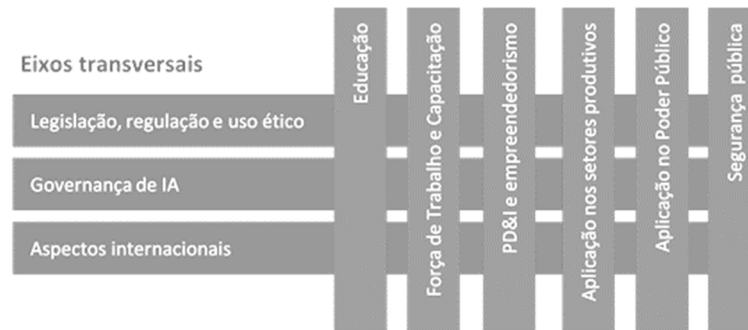 Eixos transversais
Legislação, regulação e uso ético
Governança de IA
Aspectos internacionais
Educação
Força de Trabalho e Capacitação
PD&I e empreendedorismo
Aplicação nos setores produtivos
Aplicação no Poder Público
Segurança pública